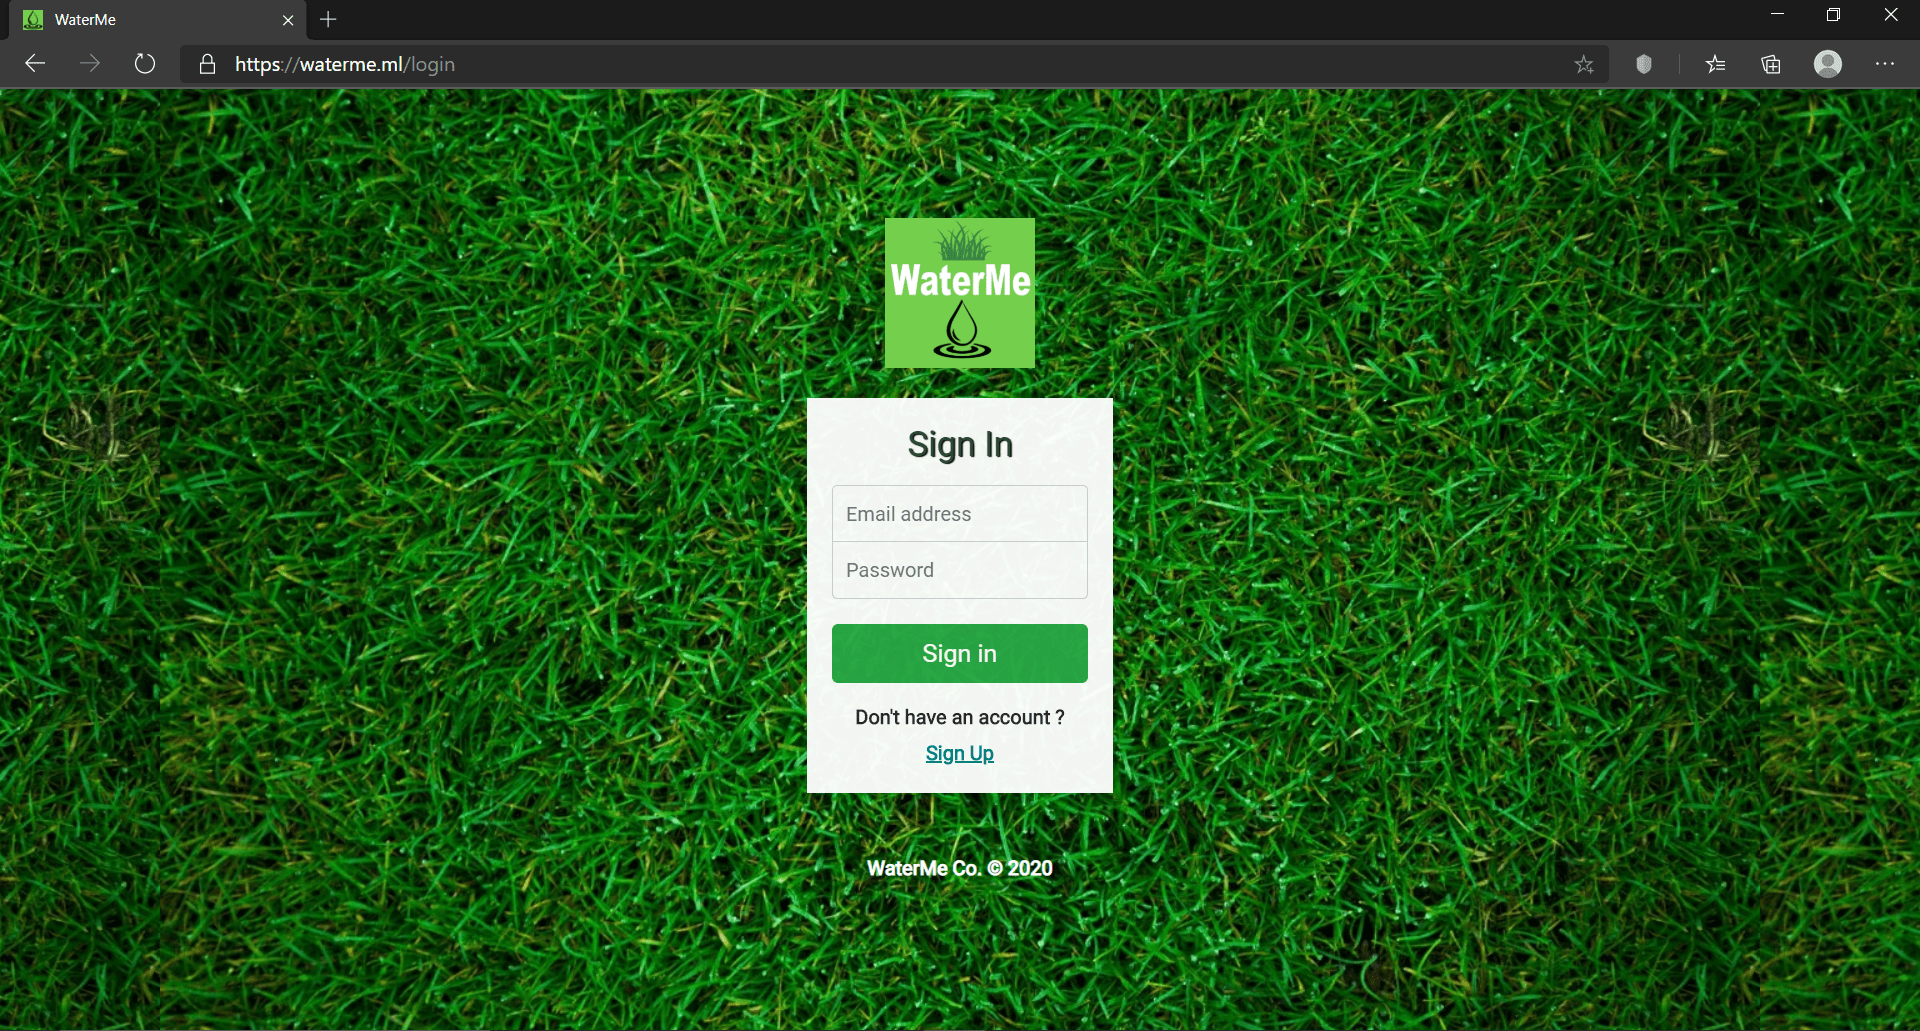 WaterMe
https://waterme.ml/login
WaterMe
Sign In
Email address
Password
Sign in
Don't have an account ?
Sign Up
WaterMe Co. © 2020